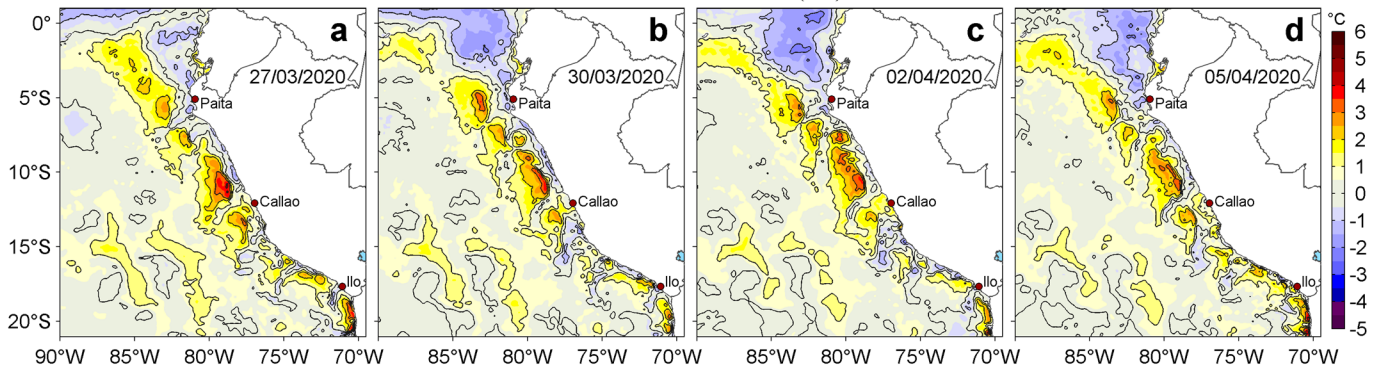 a
27/03/2020
Paita
Callao
Ilo
b
30/03/2020
Paita
Callao
Ilo
c
02/04/2020
Paita
Callao
Ilo
d
05/04/2020
Paita
Callao
Ilo
0°
5°S
10°S
15°S
20°S
90°W 85°W 80°W 75°W 70°W
85°W 80°W 75°W 70°W
85°W 80°W 75°W 70°W
85°W 80°W 75°W 70°W
°C
6
5
4
3
2
1
0
-1
-2
-3
-4
-5